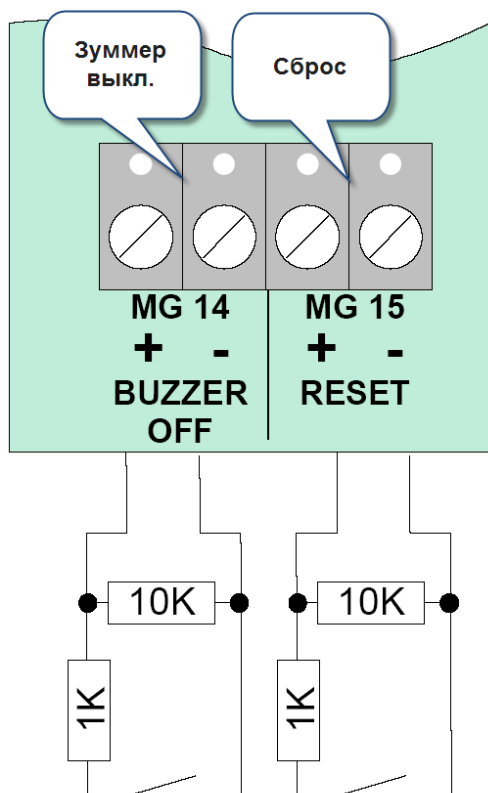 Зуммер
выкл.
Сброс
MG 14
MG 15
+ -
+ -
BUZZER
OFF
RESET
10K
10K
1K
1K